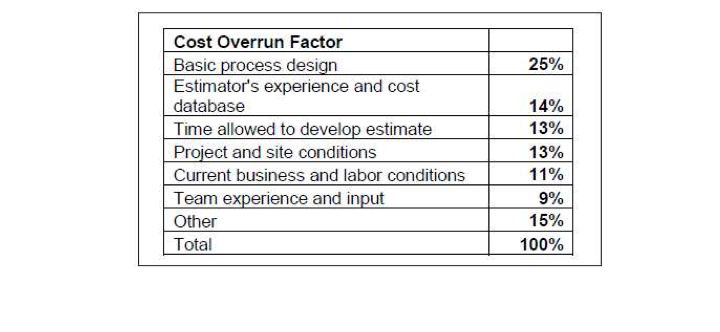 Cost Overrun Factor
Basic process design 25%
Estimator's experience and cost
database 14%
Time allowed to develop estimate 13%
Project and site conditions 13%
Current business and labor conditions 11%
Team experience and input 9%
Other 15%
Total 100%